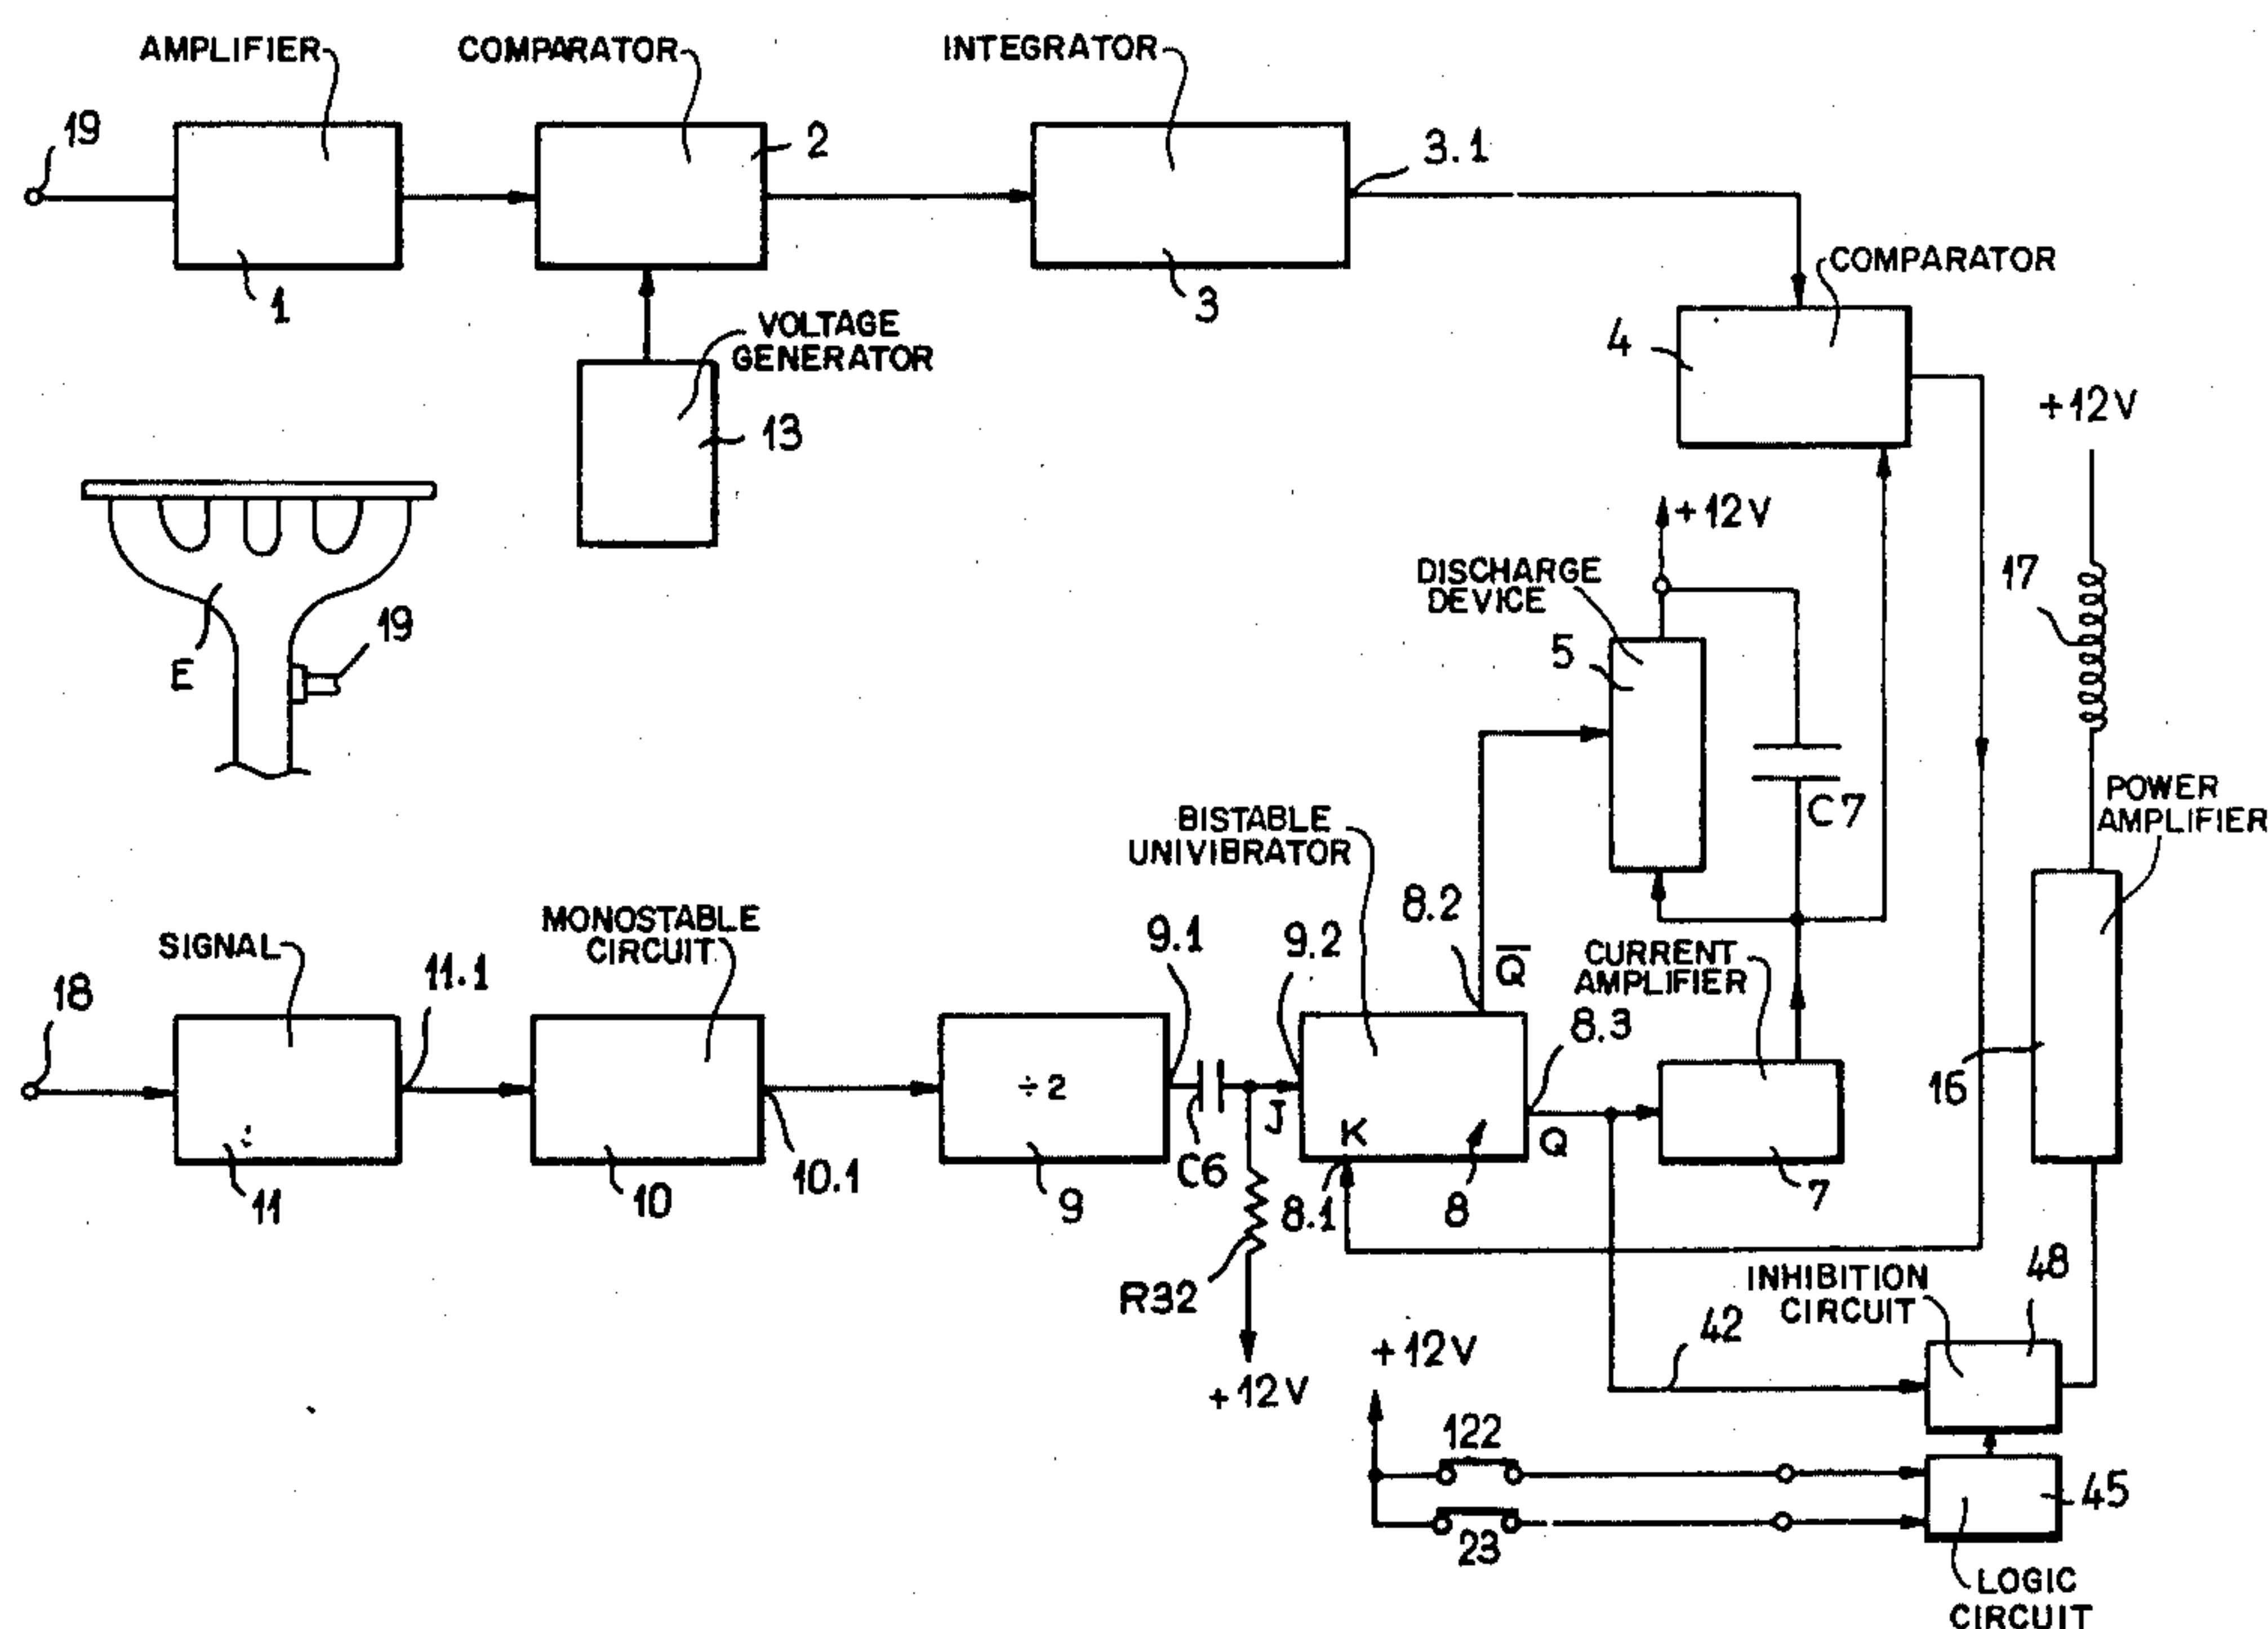 AMPLIFIER
COMPARATOR
INTEGRATOR
19
2
3.1
1
3
COMPARATOR
4
VOLTAGE
GENERATOR
13
+12V
+12V
DISCHARGE
DEVICE
5
17
E
19
C7
POWER
AMPLIFIER
BISTABLE
UNIVIBRATOR
8.2
Q̅
SIGNAL
MONOSTABLE
CIRCUIT
9.1
9.2
CURRENT
AMPLIFIER
8.3
18
11.1
÷2
J
K
Q
16
11
10
10.1
9
C6
8.1
8
7
R32
+12V
INHIBITION
CIRCUIT
48
42
+12V
122
23
45
LOGIC
CIRCUIT